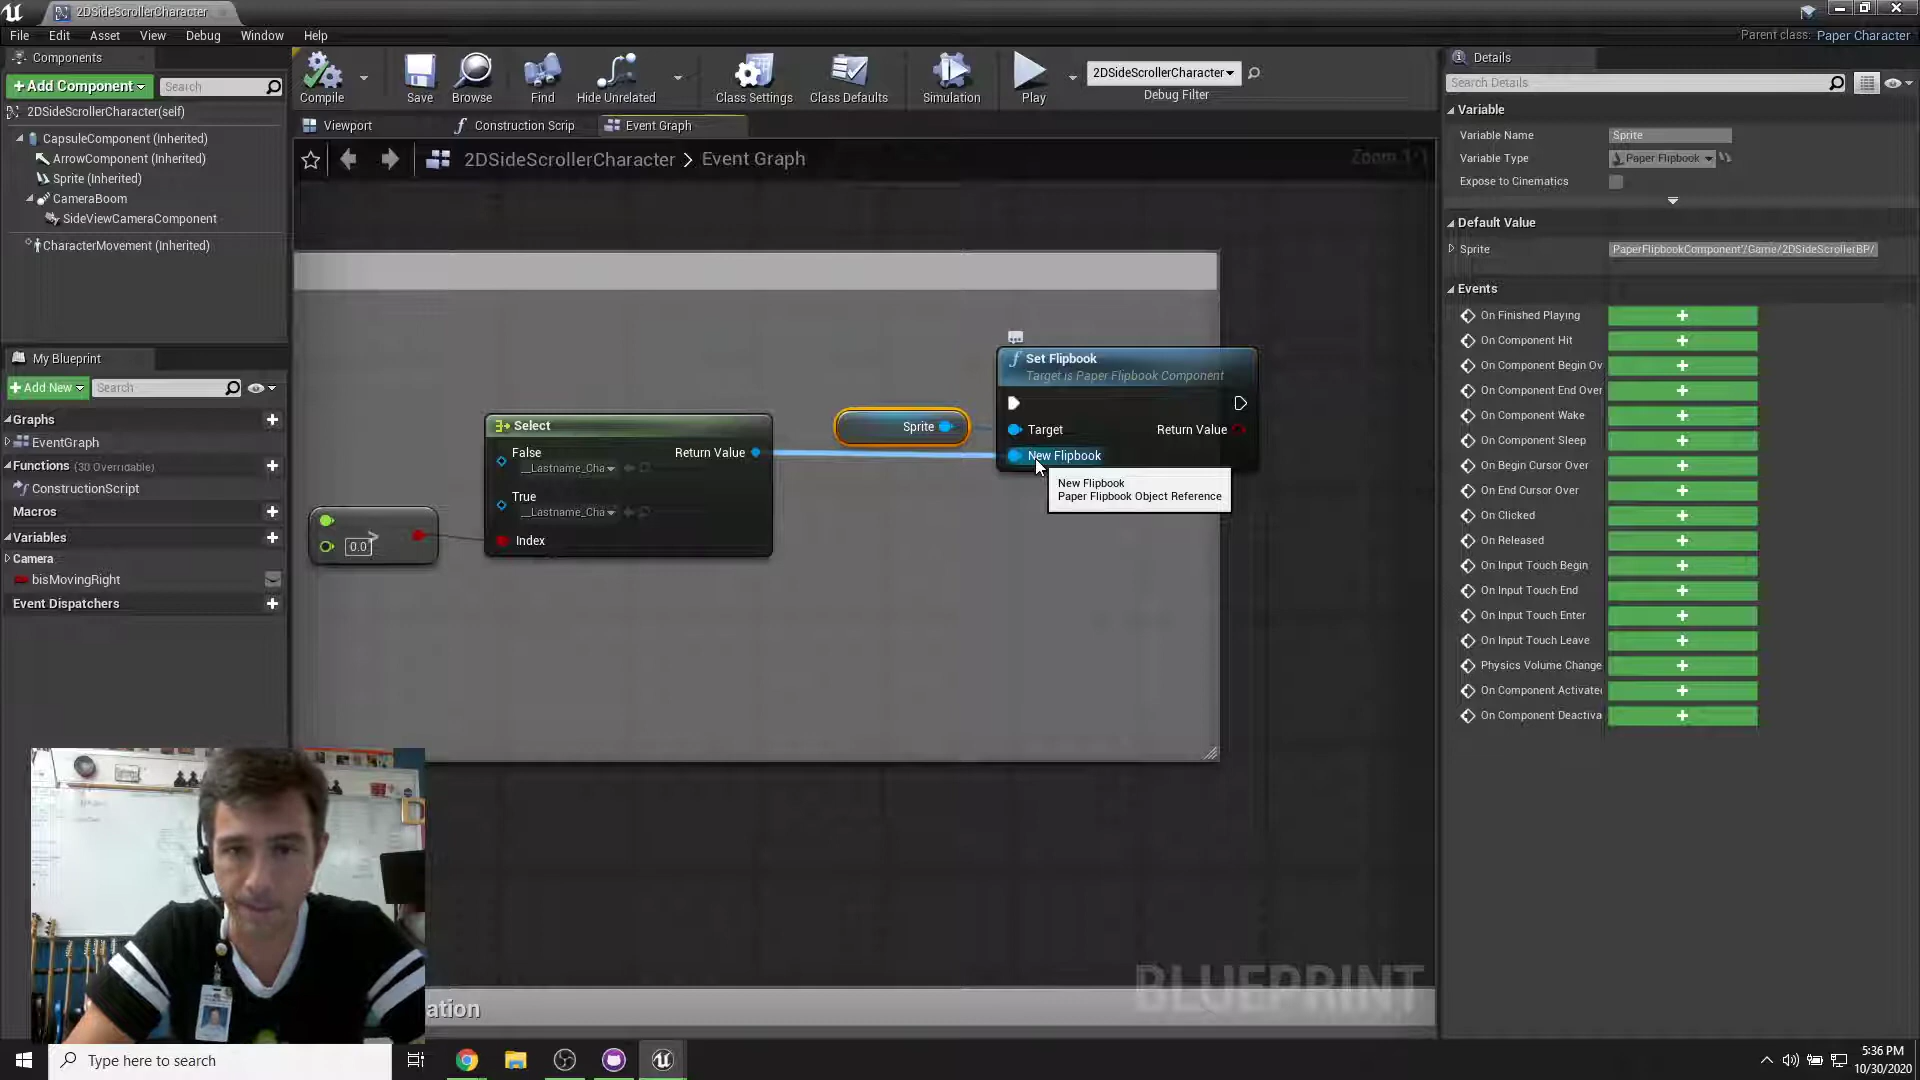 2DSideScrollerCharacter
File Edit Asset View Debug Window Help
Parent class: Paper Character
Components
+Add Component
Search
2DSideScrollerCharacter(self)
CapsuleComponent (Inherited)
ArrowComponent (Inherited)
Sprite (Inherited)
CameraBoom
SideViewCameraComponent
CharacterMovement (Inherited)
My Blueprint
+Add New
Search
Graphs
EventGraph
Functions (30 Overridable)
ConstructionScript
Macros
Variables
Camera
bisMovingRight
Event Dispatchers
Compile
Save
Browse
Find
Hide Unrelated
Class Settings
Class Defaults
Simulation
Play
2DSideScrollerCharacter
Debug Filter
Viewport
Construction Scrip
Event Graph
2DSideScrollerCharacter > Event Graph
Zoom 1:1
0.0
>
Select
False
__Lastname_Cha
True
__Lastname_Cha
Index
Return Value
Sprite
Set Flipbook
Target is Paper Flipbook Component
Target
Return Value
New Flipbook
New Flipbook
Paper Flipbook Object Reference
BLUEPRINT
ation
Details
Search Details
Variable
Variable Name Sprite
Variable Type Paper Flipbook
Expose to Cinematics
Default Value
Sprite PaperFlipbookComponent'/Game/2DSideScrollerBP/
Events
On Finished Playing
On Component Hit
On Component Begin Ov
On Component End Over
On Component Wake
On Component Sleep
On Begin Cursor Over
On End Cursor Over
On Clicked
On Released
On Input Touch Begin
On Input Touch End
On Input Touch Enter
On Input Touch Leave
Physics Volume Change
On Component Activate
On Component Deactiva
Type here to search
5:36 PM
10/30/2020